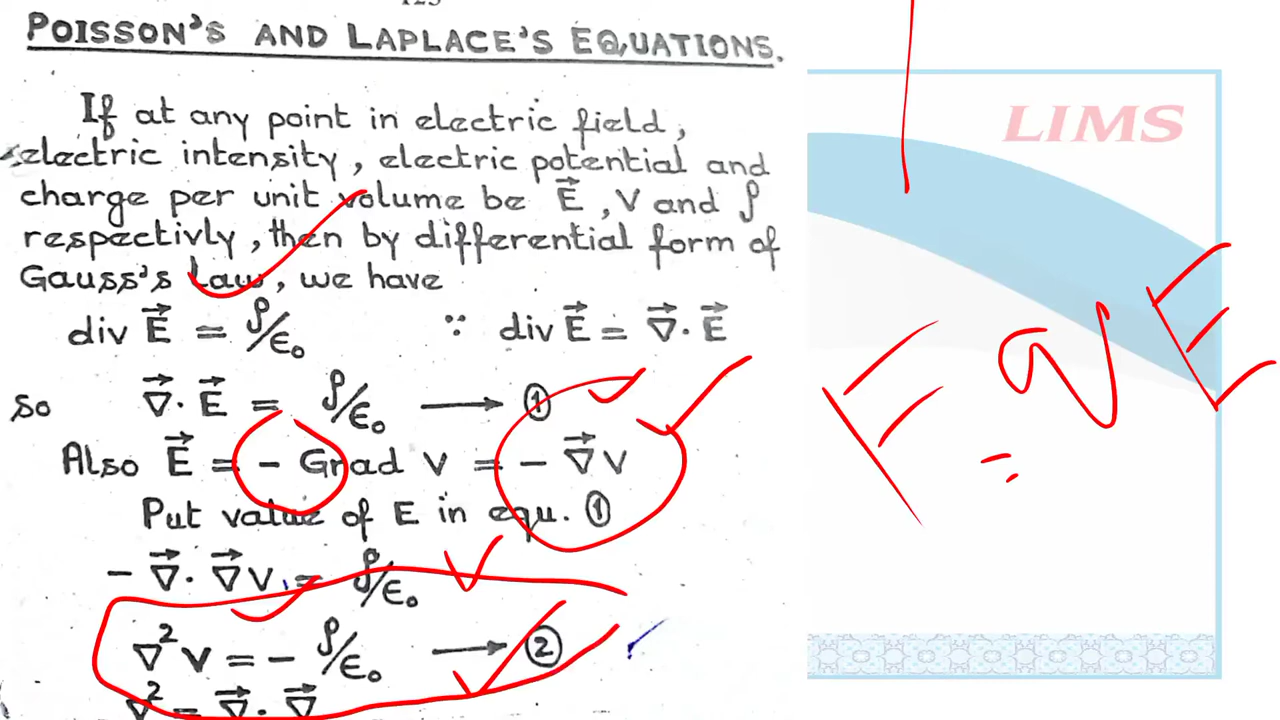 POISSON'S AND LAPLACE'S EQUATIONS.
If at any point in electric field,
electric intensity, electric potential and
charge per unit volume be E⃗, V and ρ
respectivly, then by differential form of
Gauss's law, we have
div E⃗ = ρ/ϵ₀ ∵ div E⃗ = ∇⃗. E⃗
so ∇⃗. E⃗ = ρ/ϵ₀ ⟶ ①
Also E⃗ = - Grad V = - ∇⃗V
Put value of E in equ. ①
- ∇⃗. ∇⃗V = ρ/ϵ₀
∇²V = - ρ/ϵ₀ ⟶ ②
∇² = ∇⃗. ∇⃗
LIMS
F = qE